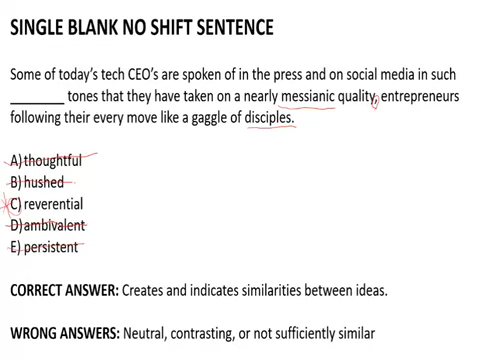 SINGLE BLANK NO SHIFT SENTENCE
Some of today's tech CEO's are spoken of in the press and on social media in such
________ tones that they have taken on a nearly messianic quality, entrepreneurs
following their every move like a gaggle of disciples.
A) thoughtful
B) hushed
C) reverential
D) ambivalent
E) persistent
CORRECT ANSWER: Creates and indicates similarities between ideas.
WRONG ANSWERS: Neutral, contrasting, or not sufficiently similar